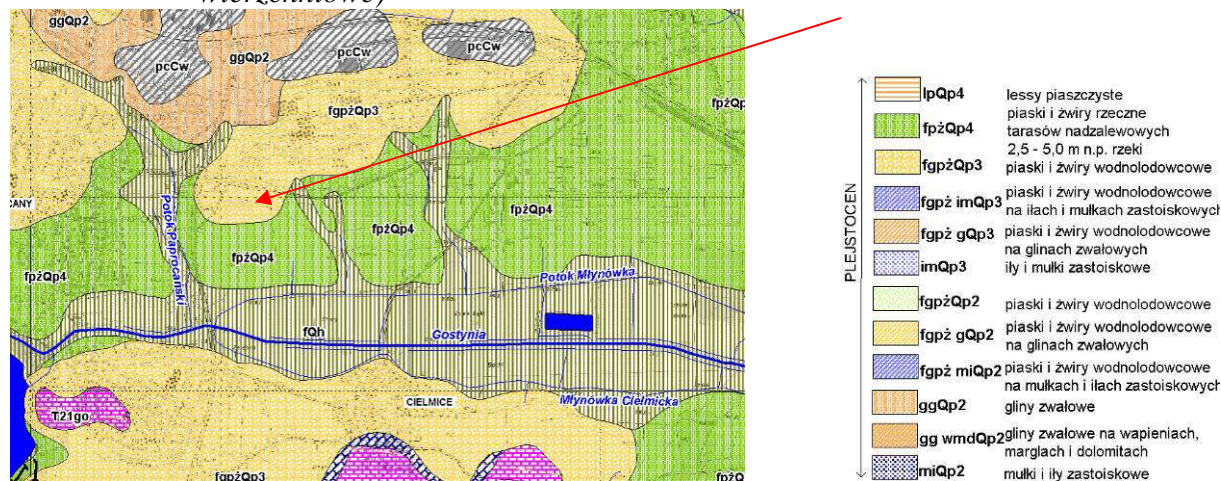 wierzeniowe)
ggQp2
pcCw
ggQp2
pcCw
pcCw
fgpżQp3
fpżQp
CANY
Potok Paprocański
fpżQp4
fpżQp4
fpżQp4
fpżQp4
Potok Młynówka
fQh
Gostynia
CIELMICE
Młynówka Cielmicka
T21go
fgpżQp3
fpżQp
PLEJSTOCEN
lpQp4 lessy piaszczyste
fpżQp4 piaski i żwiry rzeczne
tarasów nadzalewowych
2,5 - 5,0 m n.p. rzeki
fgpżQp3 piaski i żwiry wodnolodowcowe
fgpż imQp3 piaski i żwiry wodnolodowcowe
na iłach i mułkach zastoiskowych
fgpż gQp3 piaski i żwiry wodnolodowcowe
na glinach zwałowych
imQp3 iły i mułki zastoiskowe
fgpżQp2 piaski i żwiry wodnolodowcowe
fgpż gQp2 piaski i żwiry wodnolodowcowe
na glinach zwałowych
fgpż miQp2 piaski i żwiry wodnolodowcowe
na mułkach i iłach zastoiskowych
ggQp2 gliny zwałowe
gg wmdQp2 gliny zwałowe na wapieniach,
marglach i dolomitach
miQp2 mułki i iły zastoiskowe